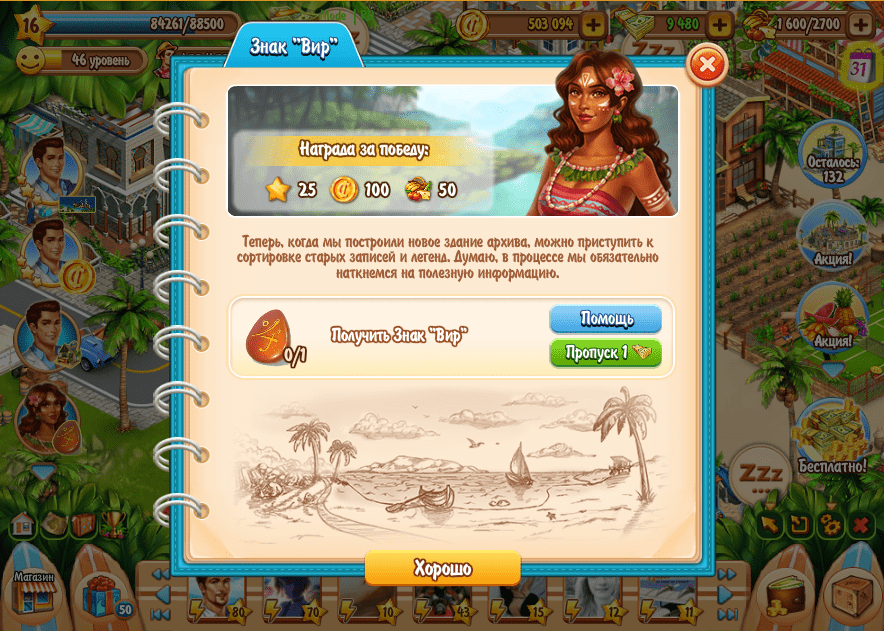 16
84261/88500
503 094
9 480
1 600/2700
46 уровень
31
Знак "Вир"
Награда за победу:
25
100
50
Теперь, когда мы построили новое здание архива, можно приступить к
сортировке старых записей и легенд. Думаю, в процессе мы обязательно
наткнемся на полезную информацию.
0/1
Получить Знак "Вир"
Помощь
Пропуск 1
Осталось:
132
Акция!
Акция!
Бесплатно!
Zzz
Хорошо
Магазин
50
80
70
10
43
15
12
11